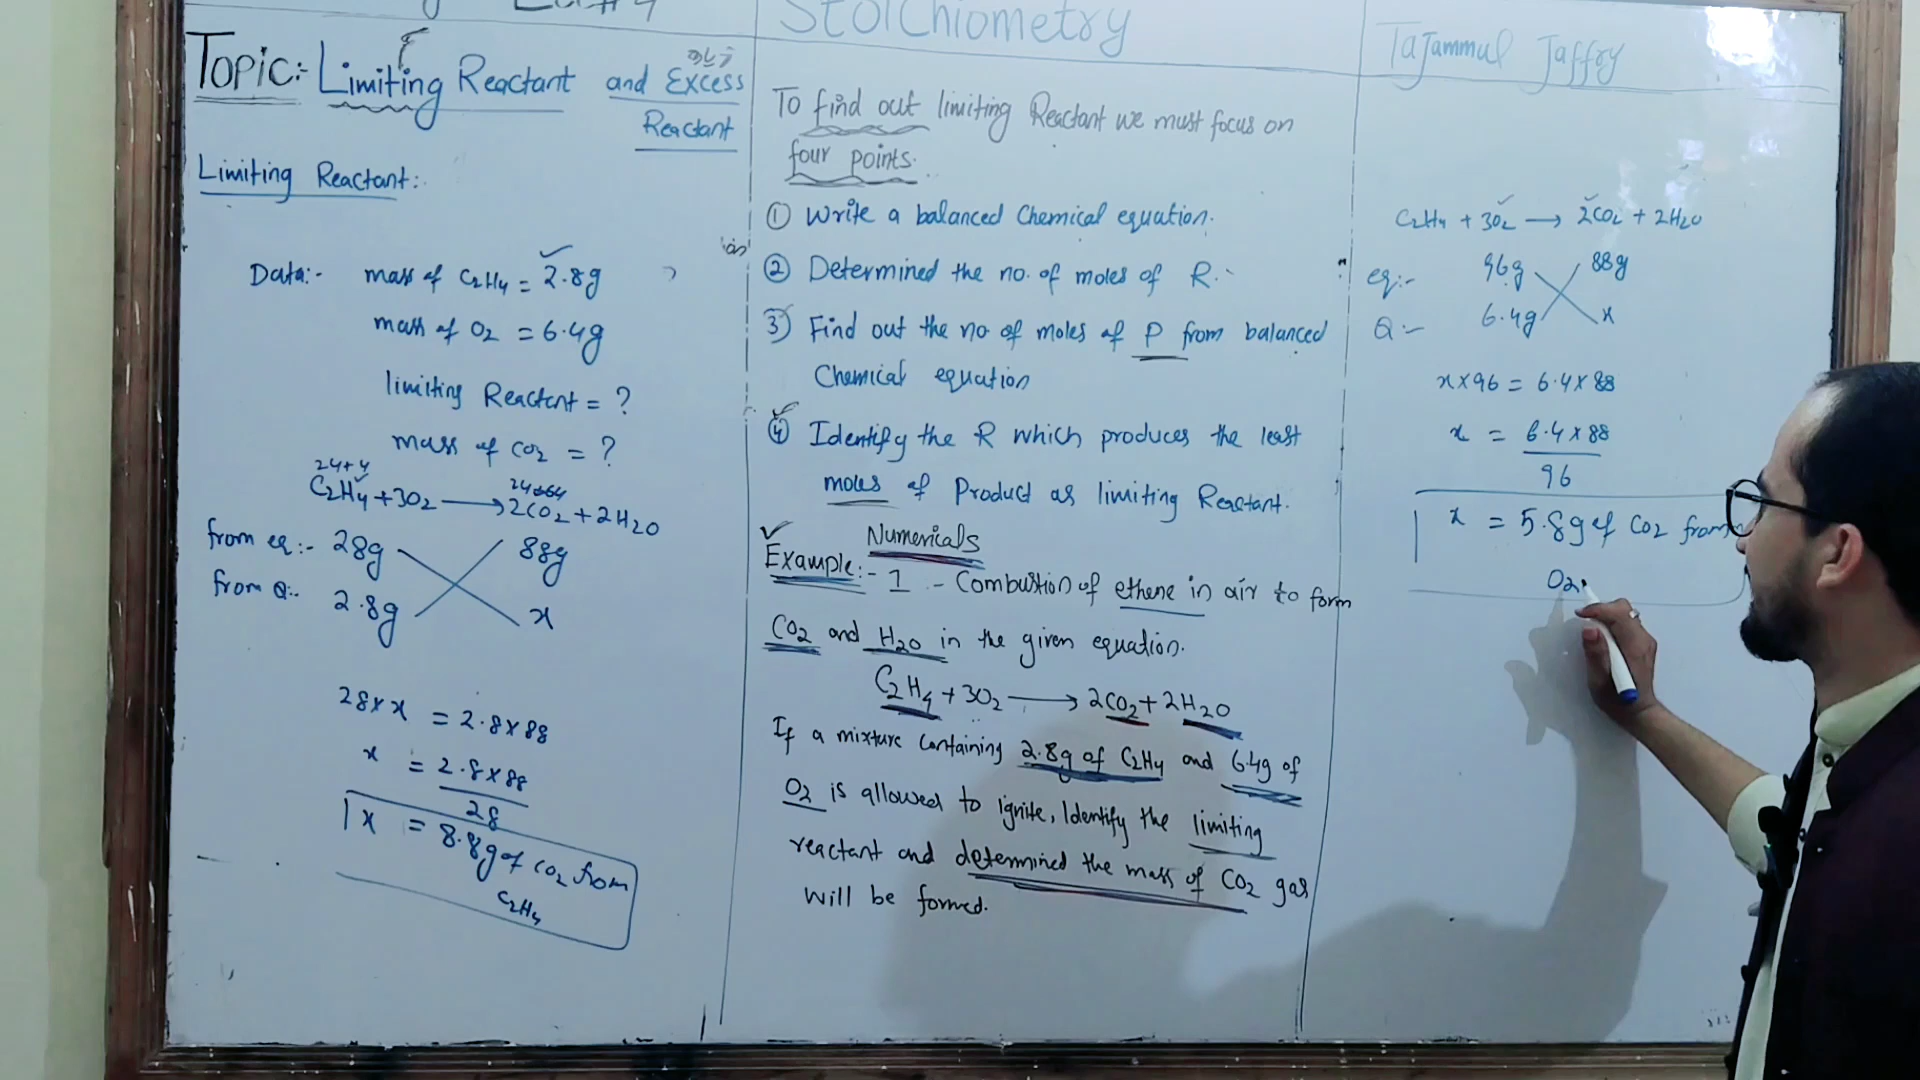 Stoichiometry
Tajammul Jaffry
Topic:- Limiting Reactant and Excess
Reactant
Limiting Reactant:-
Data:- mass of C2H4 = 2.8g
mass of O2 = 6.4g
limiting Reactant = ?
mass of CO2 = ?
24+4
24+64
C2H4 + 3O2 → 2CO2 + 2H2O
from eq:- 28g 88g
from Q:- 2.8g x
28 x x = 2.8 x 88
x = 2.8 x 88
28
x = 8.8g of CO2 from
C2H4
To find out limiting Reactant we must focus on
four points.
① Write a balanced Chemical equation.
② Determined the no. of moles of R.-
③ Find out the no of moles of P from balanced
Chemical equation
④ Identify the R which produces the least
moles of Product as limiting Reactant.
Numericals
Example:- 1 - Combustion of ethene in air to form
CO2 and H2O in the given equation.
C2H4 + 3O2 → 2CO2 + 2H2O
If a mixture containing 2.8g of C2H4 and 6.4g of
O2 is allowed to ignite, Identify the limiting
reactant and determined the mass of CO2 gas
will be formed.
C2H4 + 3O2 → 2CO2 + 2H2O
eq:- 96g 88g
Q:- 6.4g x
x x 96 = 6.4 x 88
x = 6.4 x 88
96
x = 5.8g of CO2 from
O2